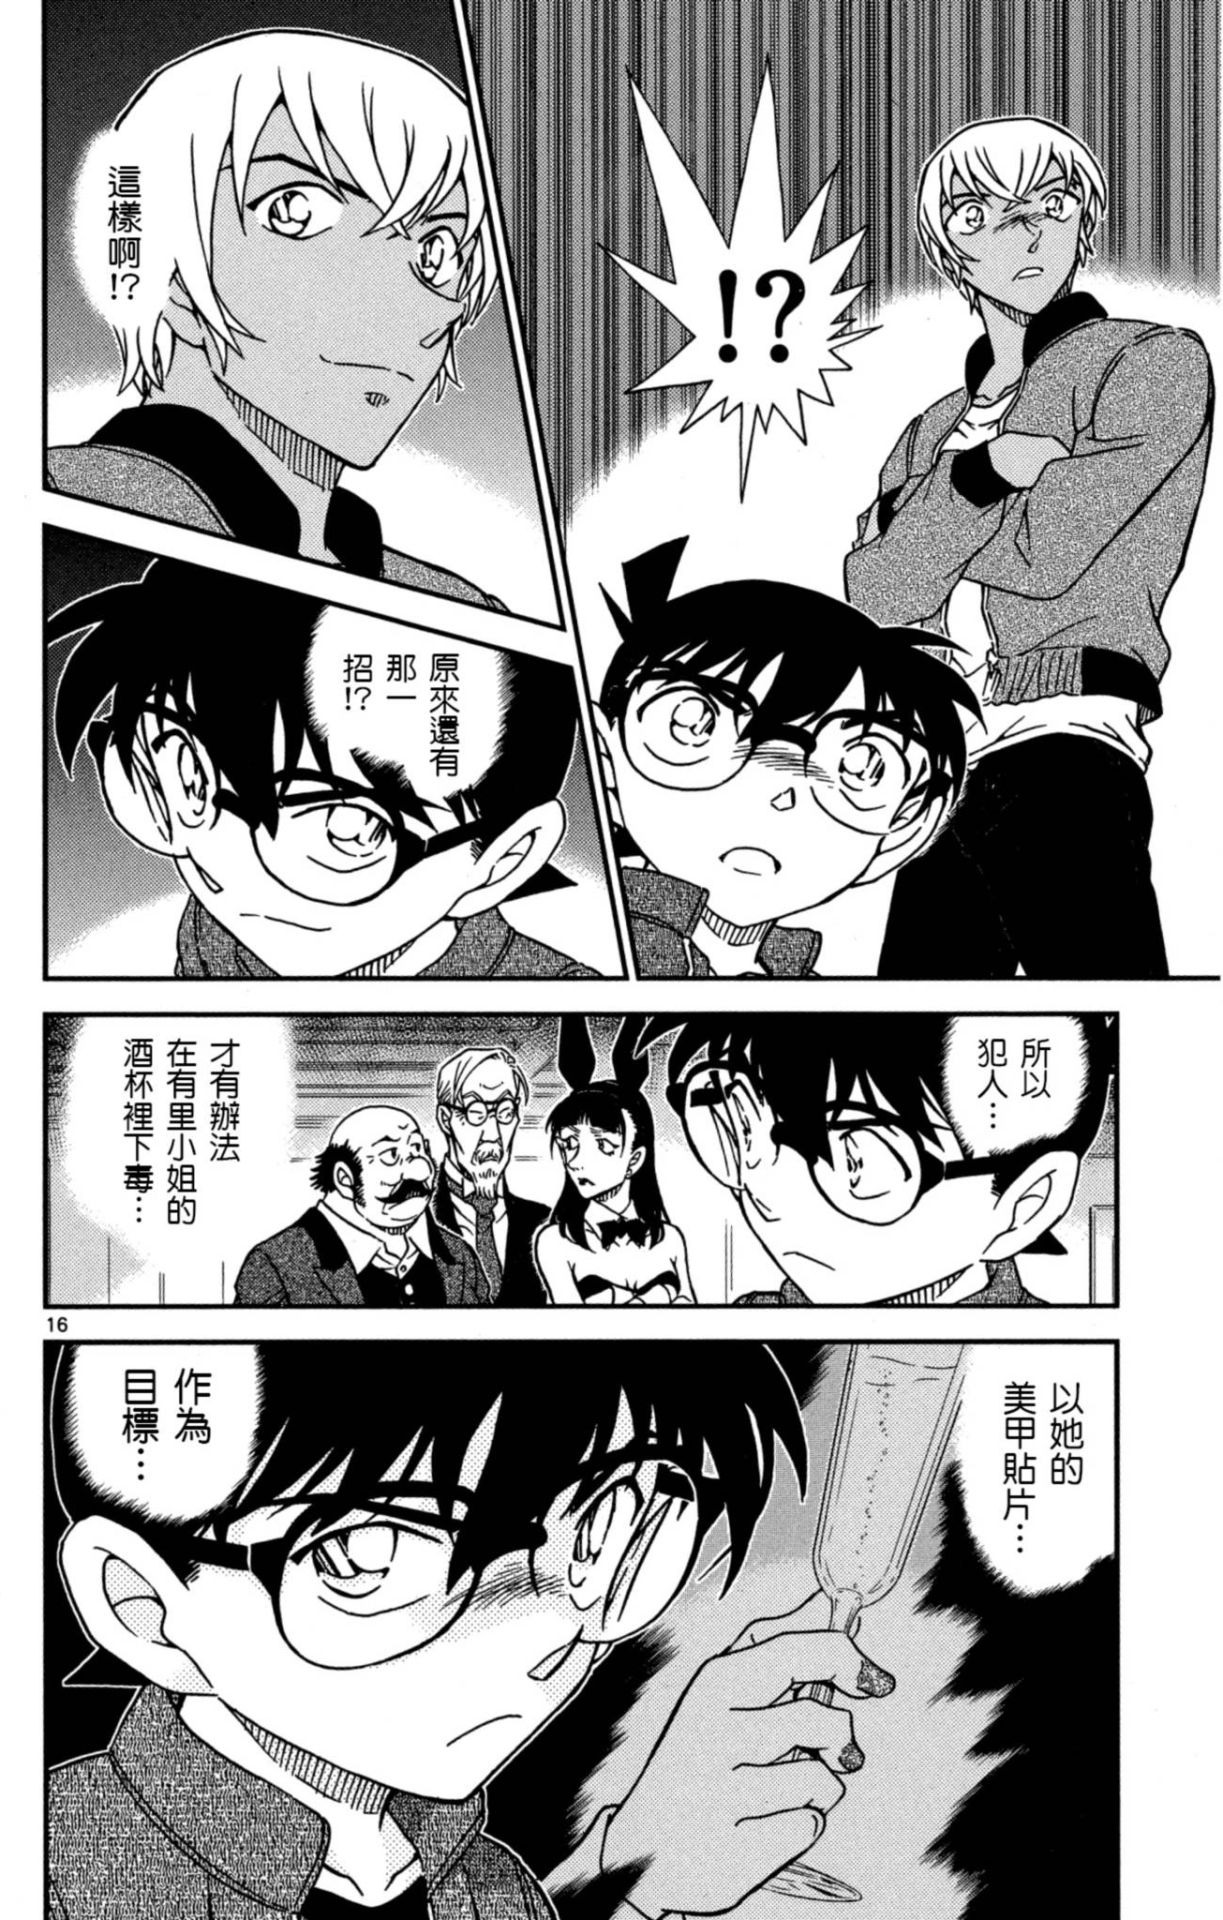 !?
這樣啊!?
原來還有
那一
招!?
所以
犯人…
才有辦法
在有里小姐的
酒杯裡下毒…
16
以她的
美甲貼片…
作為
目標…